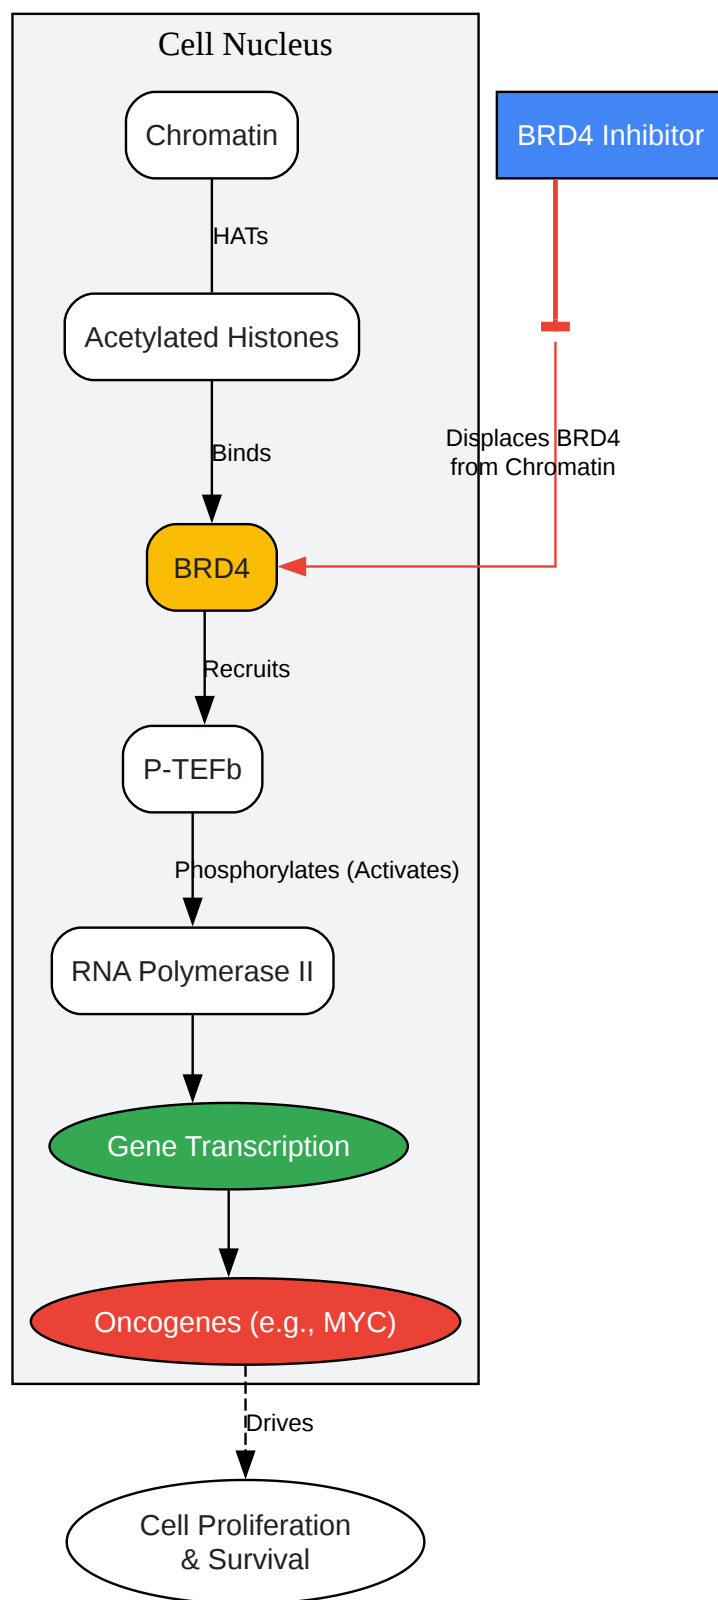 Cell Nucleus
Chromatin
BRD4 Inhibitor
HATs
Acetylated Histones
Binds
Displaces BRD4
from Chromatin
BRD4
Recruits
P-TEFb
Phosphorylates (Activates)
RNA Polymerase II
Gene Transcription
Oncogenes (e.g., MYC)
Drives
Cell Proliferation
& Survival